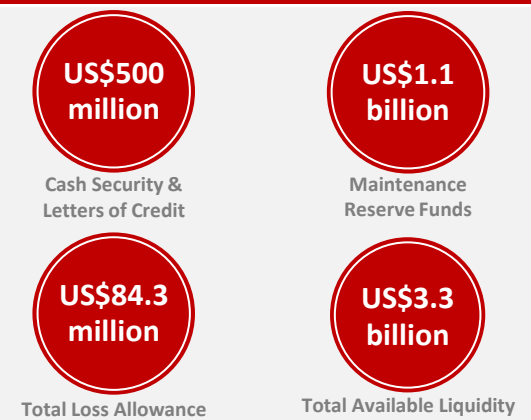 US$500
million
Cash Security &
Letters of Credit
US$1.1
billion
Maintenance
Reserve Funds
US$84.3
million
Total Loss Allowance
US$3.3
billion
Total Available Liquidity